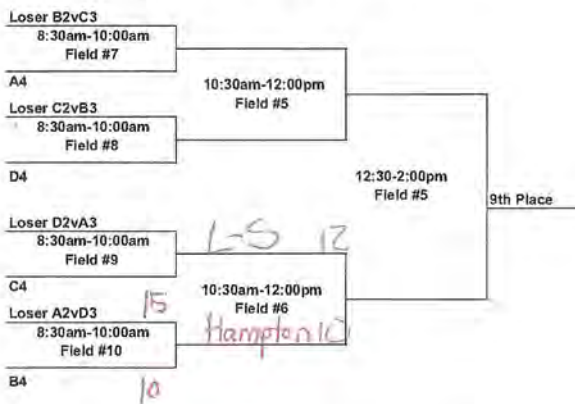 Loser B2vC3
8:30am-10:00am
Field #7
A4
10:30am-12:00pm
Field #5
Loser C2vB3
8:30am-10:00am
Field #8
D4
12:30-2:00pm
Field #5
9th Place
Loser D2vA3
8:30am-10:00am
Field #9
C4
L-S 12
10:30am-12:00pm
Field #6
15
Loser A2vD3
8:30am-10:00am
Field #10
Hampton 10
B4
10